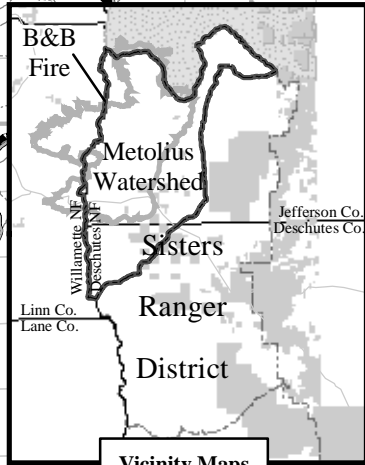 B&B
Fire
Metolius
Watershed
Willamette NF
Deschutes NF
Jefferson Co.
Deschutes Co.
Sisters
Linn Co.
Lane Co.
Ranger
District
Vicinity Maps